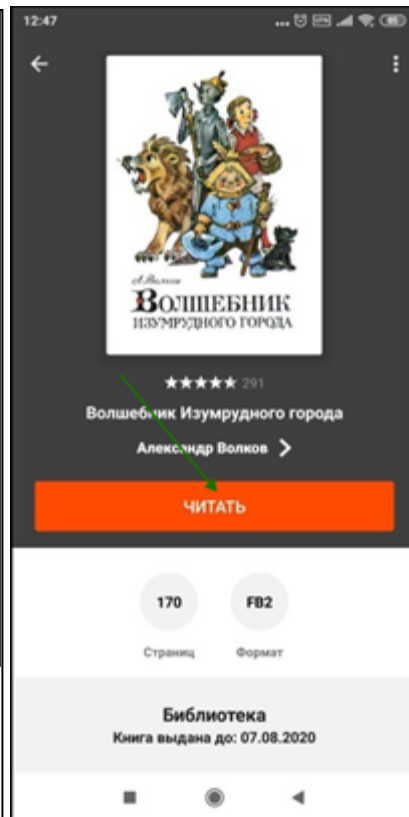 12:47
А.Волков
ВОЛШЕБНИК
ИЗУМРУДНОГО ГОРОДА
291
Волшебник Изумрудного города
Александр Волков
ЧИТАТЬ
170
FB2
Страниц
Формат
Библиотека
Книга выдана до: 07.08.2020